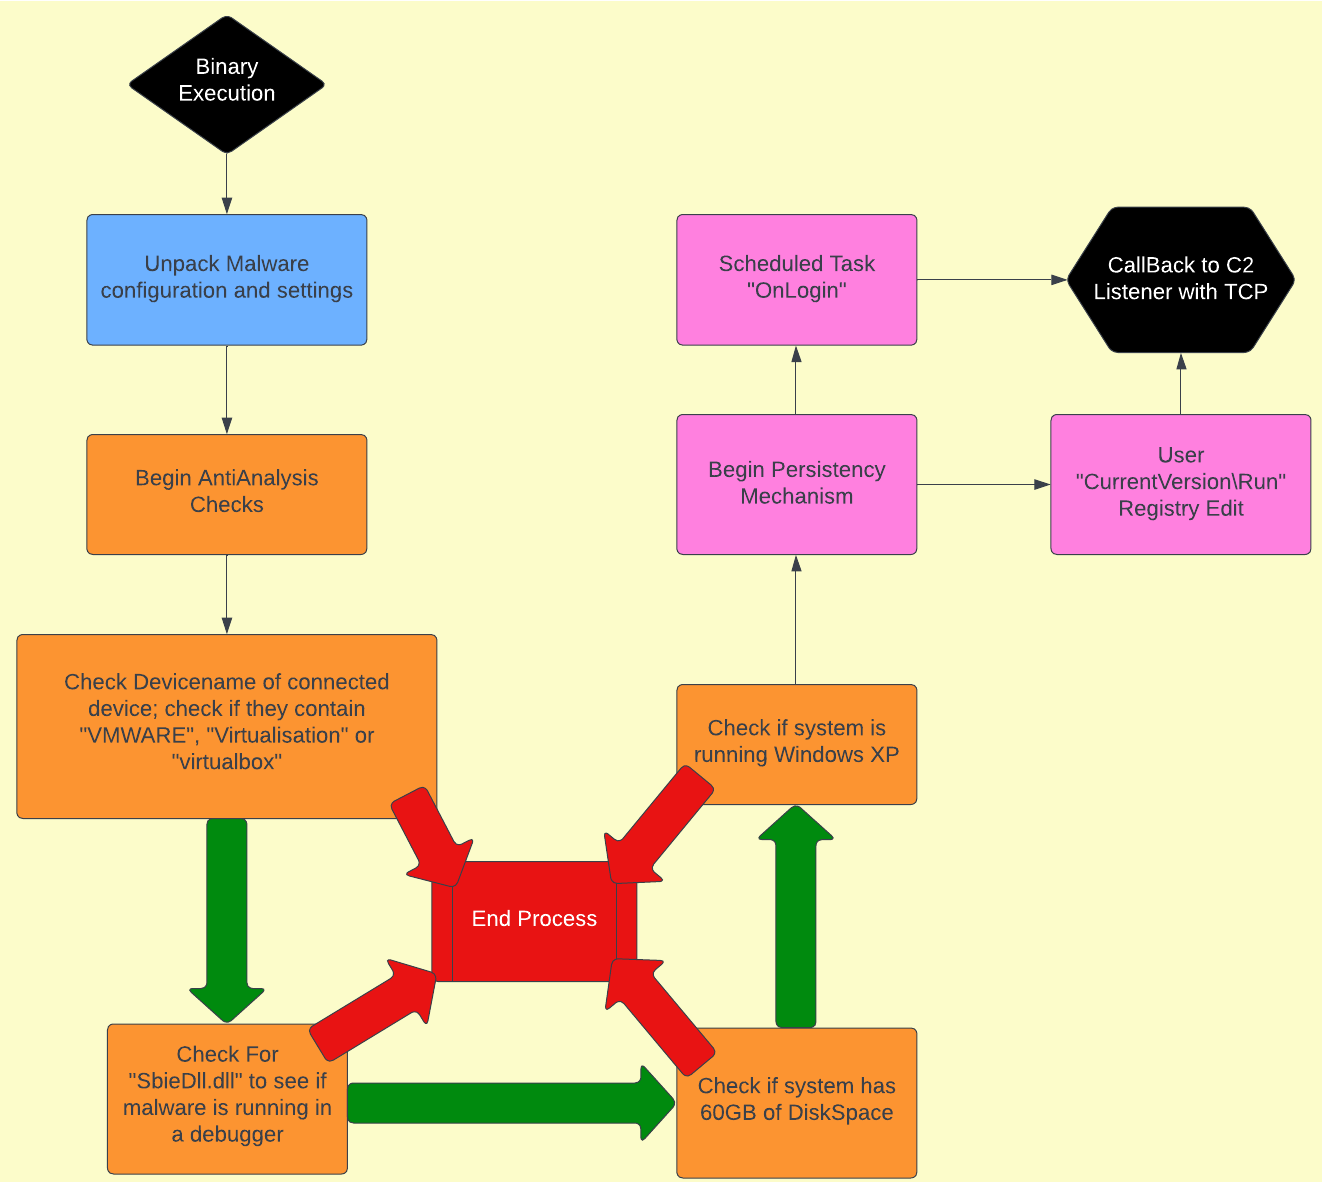 Binary
Execution
Unpack Malware
configuration and settings
Begin AntiAnalysis
Checks
Check Devicename of connected
device; check if they contain
"VMWARE", "Virtualisation" or
"virtualbox"
Check For
"SbieDll.dll" to see if
malware is running in
a debugger
End Process
Check if system has
60GB of DiskSpace
Check if system is
running Windows XP
Begin Persistency
Mechanism
Scheduled Task
"OnLogin"
User
"CurrentVersion\Run"
Registry Edit
CallBack to C2
Listener with TCP